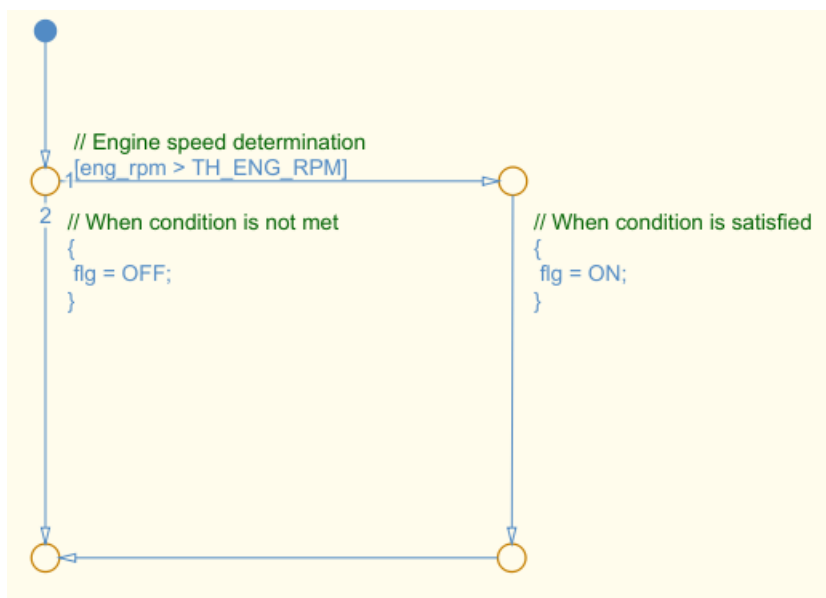 // Engine speed determination
[eng_rpm > TH_ENG_RPM]
1
2
// When condition is not met
{
flg = OFF;
}
// When condition is satisfied
{
flg = ON;
}